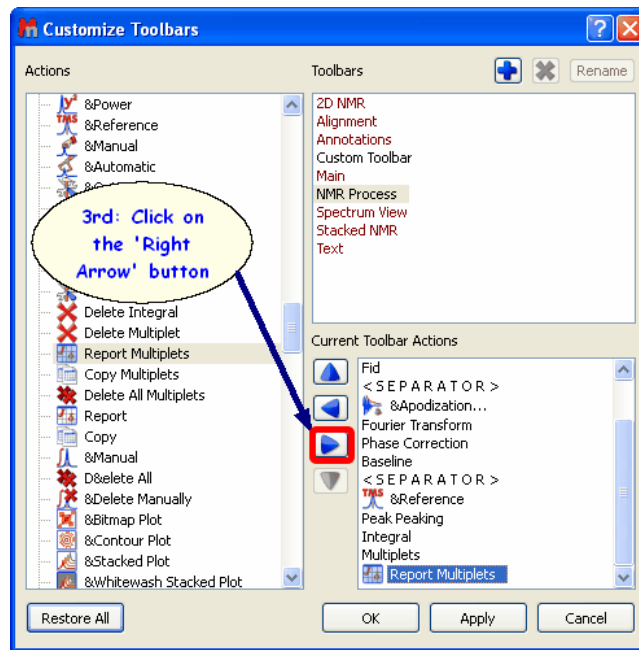 Customize Toolbars
Actions
&Power
&Reference
&Manual
&Automatic
3rd: Click on
the 'Right
Arrow' button
Delete Integral
Delete Multiplet
Report Multiplets
Copy Multiplets
Delete All Multiplets
Report
Copy
&Manual
D&elete All
&Delete Manually
&Bitmap Plot
&Contour Plot
&Stacked Plot
&Whitewash Stacked Plot
Toolbars
Rename
2D NMR
Alignment
Annotations
Custom Toolbar
Main
NMR Process
Spectrum View
Stacked NMR
Text
Current Toolbar Actions
Fid
<SEPARATOR>
&Apodization...
Fourier Transform
Phase Correction
Baseline
<SEPARATOR>
TMS &Reference
Peak Peaking
Integral
Multiplets
Report Multiplets
Restore All
OK
Apply
Cancel